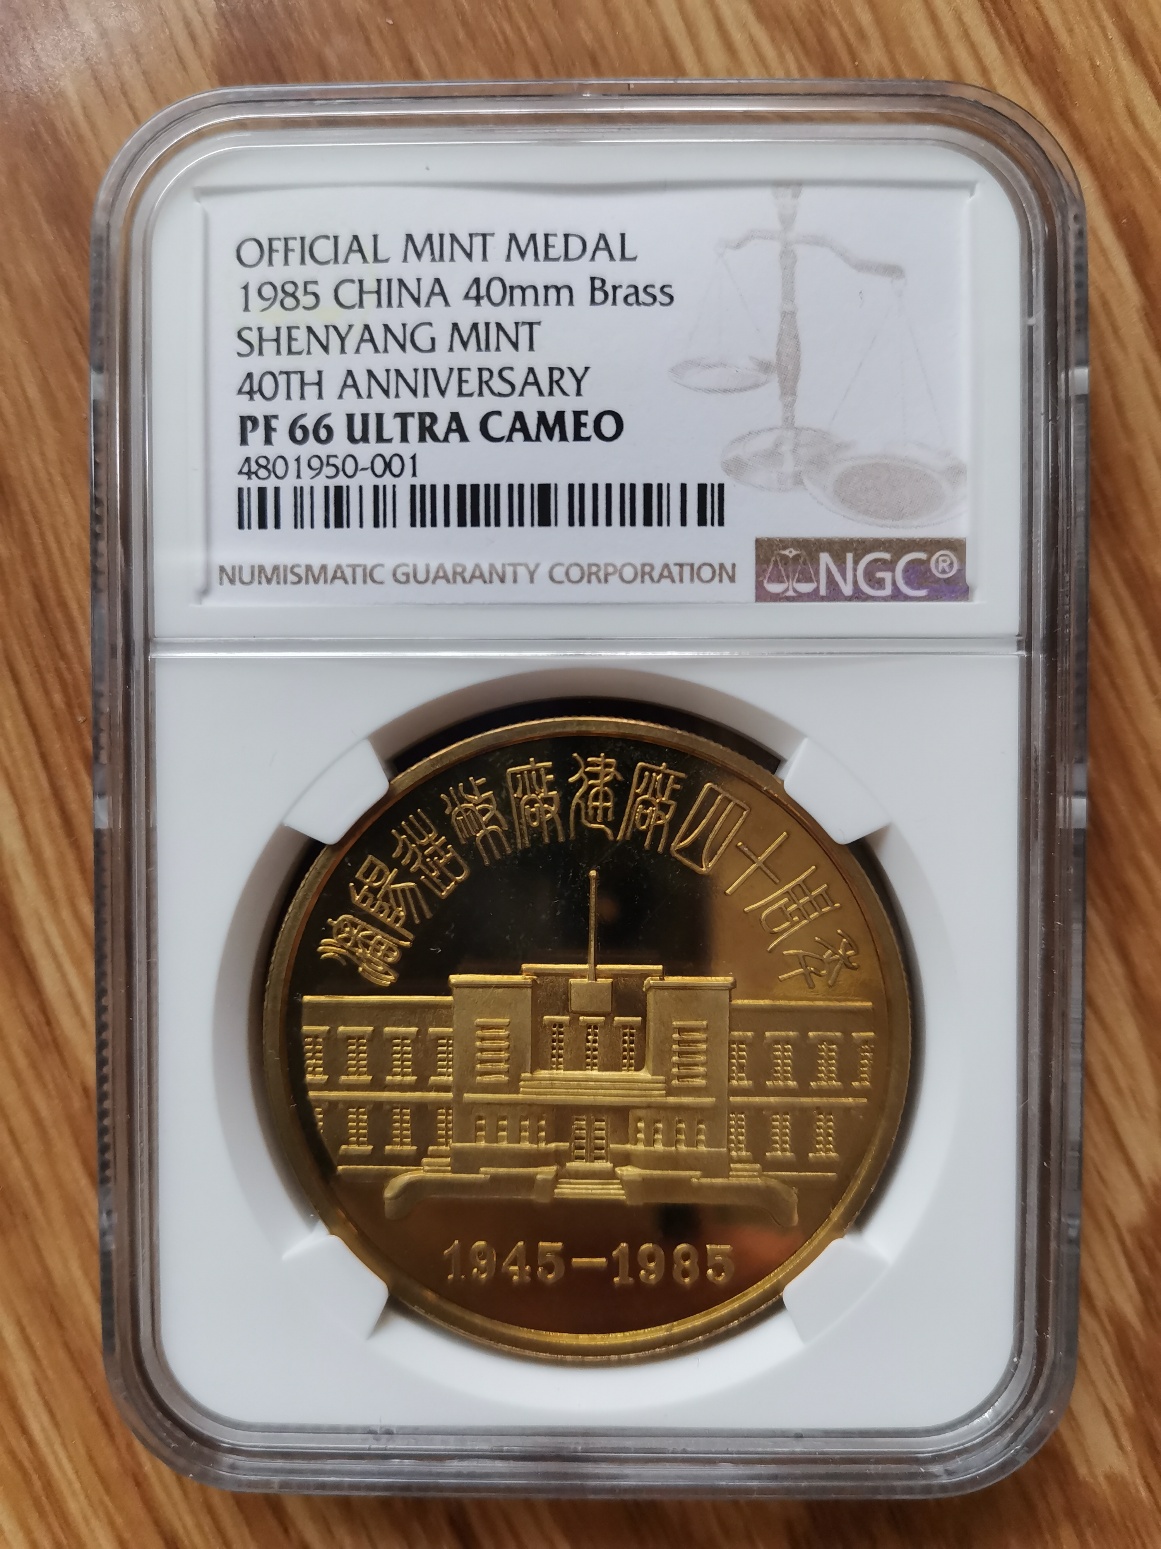 OFFICIAL MINT MEDAL
1985 CHINA 40mm Brass
SHENYANG MINT
40TH ANNIVERSARY
PF 66 ULTRA CAMEO
4801950-001
NUMISMATIC GUARANTY CORPORATION
NGC®
瀋陽造幣廠建廠四十周年
1945-1985